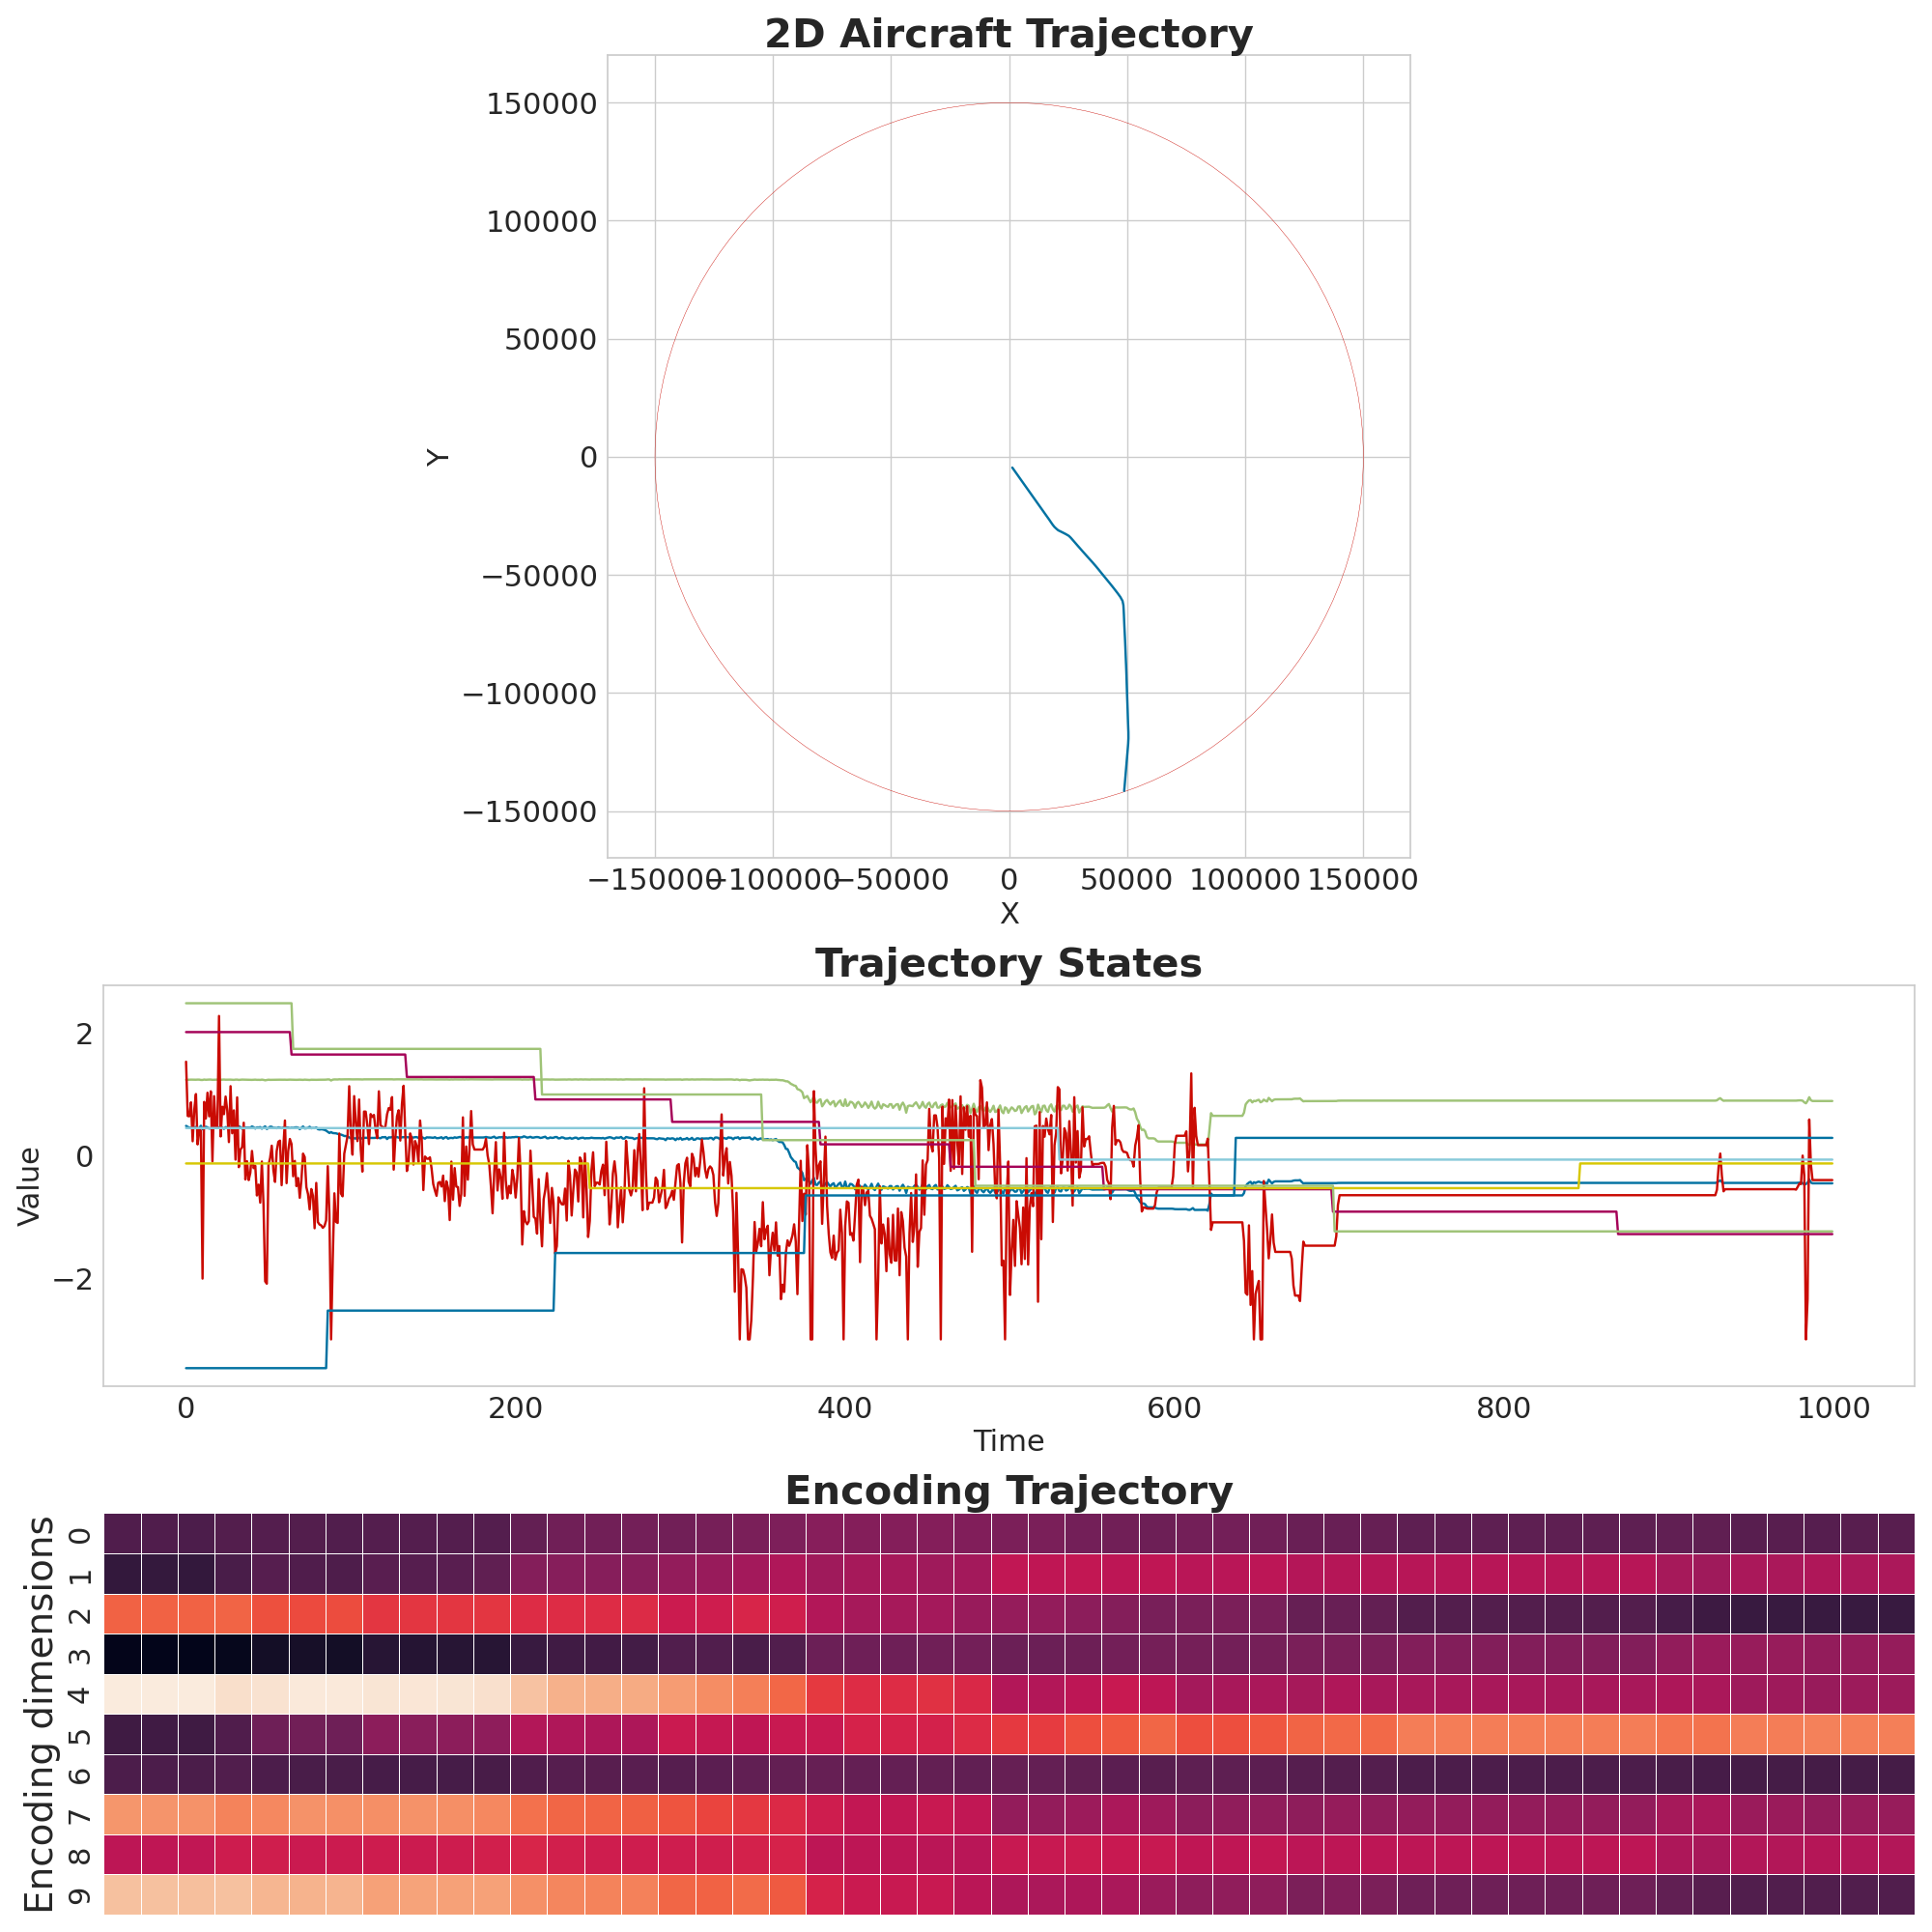 2D Aircraft Trajectory
150000
100000
50000
0
−50000
−100000
−150000
Y
−150000 −100000 −50000 0 50000 100000 150000
X
Trajectory States
2
0
−2
Value
0 200 400 600 800 1000
Time
Encoding Trajectory
Encoding dimensions
0
1
2
3
4
5
6
7
8
9